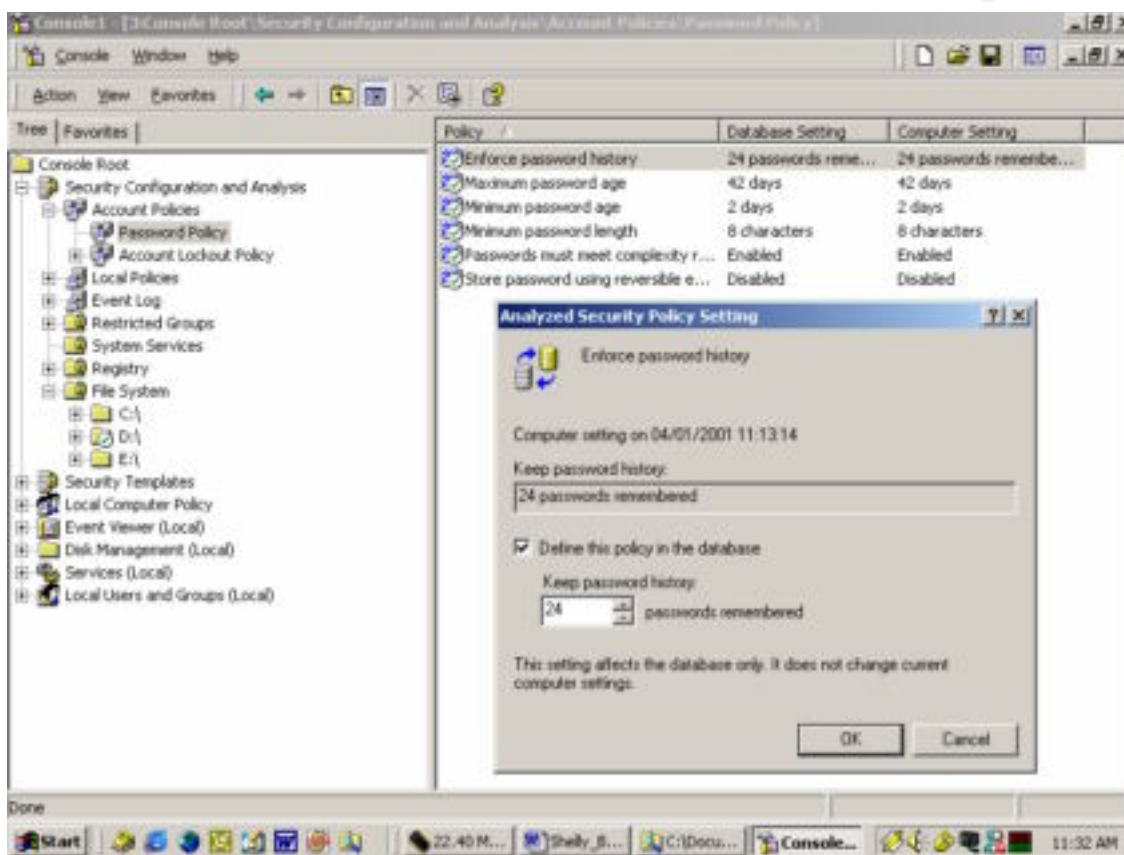 Console1 - [3:Console Root\Security Configuration and Analysis\Account Policies\Password Policy]
Console Window Help
Action View Favorites
Tree Favorites
Policy Database Setting Computer Setting
Console Root
Security Configuration and Analysis
Account Policies
Password Policy
Account Lockout Policy
Local Policies
Event Log
Restricted Groups
System Services
Registry
File System
C:\
D:\
E:\
Security Templates
Local Computer Policy
Event Viewer (Local)
Disk Management (Local)
Services (Local)
Local Users and Groups (Local)
Enforce password history 24 passwords reme... 24 passwords remembe...
Maximum password age 42 days 42 days
Minimum password age 2 days 2 days
Minimum password length 8 characters 8 characters
Passwords must meet complexity r... Enabled Enabled
Store password using reversible e... Disabled Disabled
Analyzed Security Policy Setting
Enforce password history
Computer setting on 04/01/2001 11:13:14
Keep password history:
24 passwords remembered
Define this policy in the database
Keep password history:
24 passwords remembered
This setting affects the database only. It does not change current
computer settings.
OK Cancel
Done
Start 22.40 M... Shelly_B... C:\Docu... Console... 11:32 AM